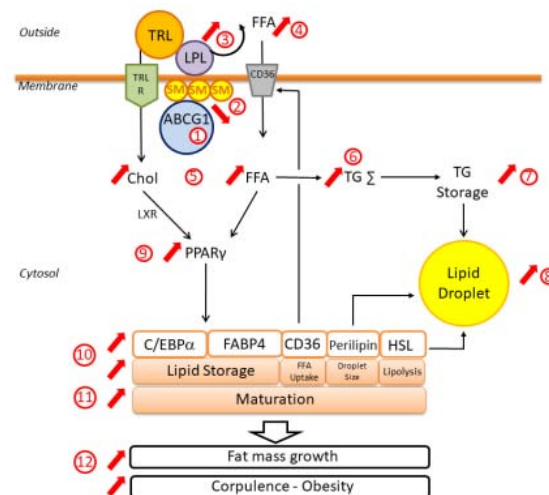 Outside
TRL
LPL
③
FFA
④
Membrane
TRL
R
SM SM SM
②
CD36
ABCG1
①
Chol
⑤
FFA
⑥
TG Σ
TG
Storage
⑦
LXR
⑨
PPARγ
Cytosol
Lipid
Droplet
⑧
⑩
C/EBPα FABP4 CD36 Perilipin HSL
Lipid Storage
FFA
Uptake
Droplet
Size
Lipolysis
⑪
Maturation
⑫
Fat mass growth
Corpulence - Obesity